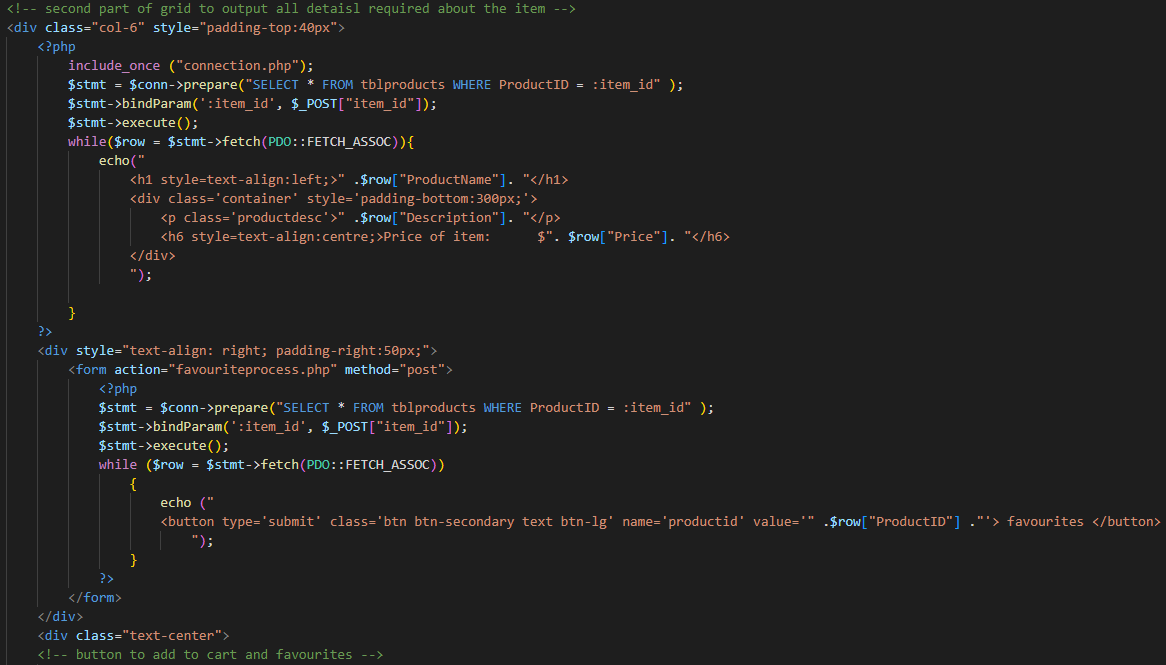 <!-- second part of grid to output all detaisl required about the item -->
<div class="col-6" style="padding-top:40px">
<?php
include_once ("connection.php");
$stmt = $conn->prepare("SELECT * FROM tblproducts WHERE ProductID = :item_id" );
$stmt->bindParam(':item_id', $_POST["item_id"]);
$stmt->execute();
while($row = $stmt->fetch(PDO::FETCH_ASSOC)){
echo("
<h1 style=text-align:left;>" .$row["ProductName"]. "</h1>
<div class='container' style='padding-bottom:300px;'>
<p class='productdesc'>" .$row["Description"]. "</p>
<h6 style=text-align:centre;>Price of item:      $". $row["Price"]. "</h6>
</div>
");
}
?>
<div style="text-align: right; padding-right:50px;">
<form action="favouriteprocess.php" method="post">
<?php
$stmt = $conn->prepare("SELECT * FROM tblproducts WHERE ProductID = :item_id" );
$stmt->bindParam(':item_id', $_POST["item_id"]);
$stmt->execute();
while ($row = $stmt->fetch(PDO::FETCH_ASSOC))
{
echo ("
<button type='submit' class='btn btn-secondary text btn-lg' name='productid' value='" .$row["ProductID"] ."'> favourites </button>
");
}
?>
</form>
</div>
<div class="text-center">
<!-- button to add to cart and favourites -->